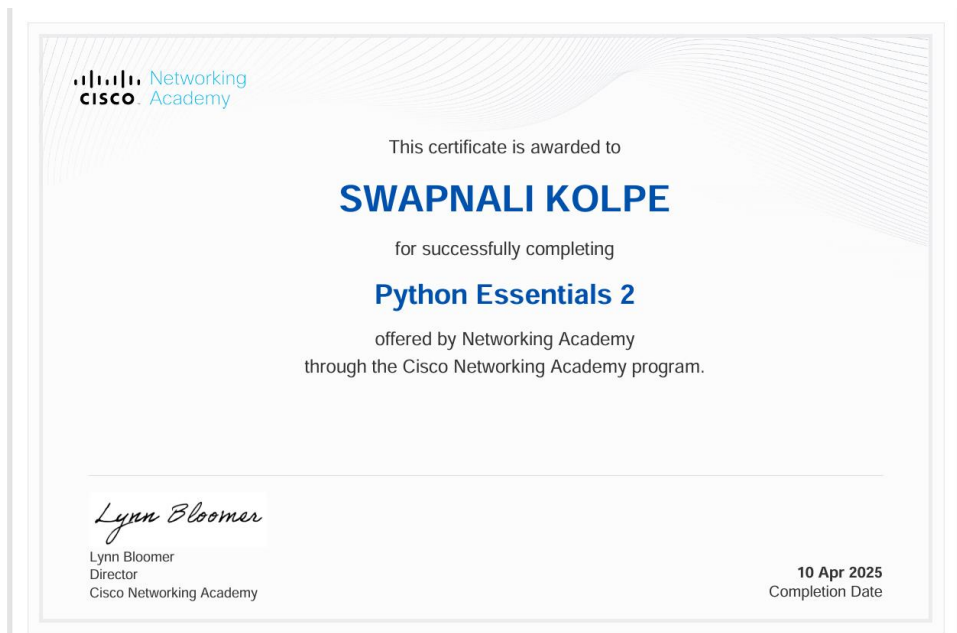 Networking
CISCO Academy
This certificate is awarded to
SWAPNALI KOLPE
for successfully completing
Python Essentials 2
offered by Networking Academy
through the Cisco Networking Academy program.
Lynn Bloomer
Lynn Bloomer
Director
Cisco Networking Academy
10 Apr 2025
Completion Date